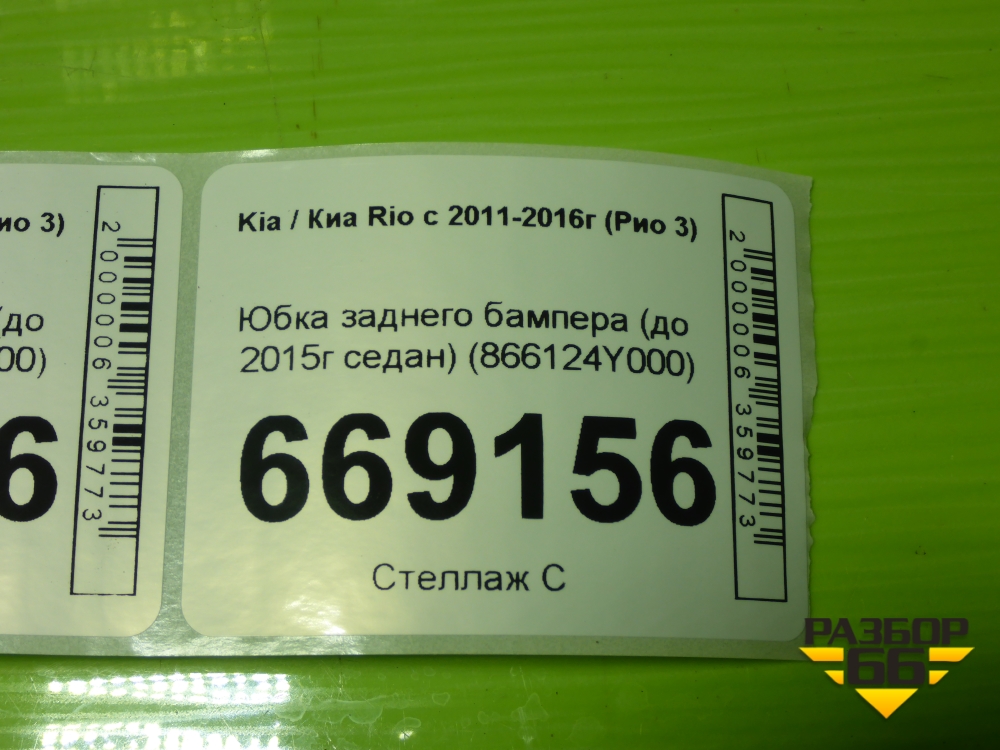 ио 3)
(до
00)
6
2000006359773
Kia / Киа Rio с 2011-2016г (Рио 3)
Юбка заднего бампера (до
2015г седан) (866124Y000)
669156
Стеллаж С
2000006359773
РАЗБОР
66